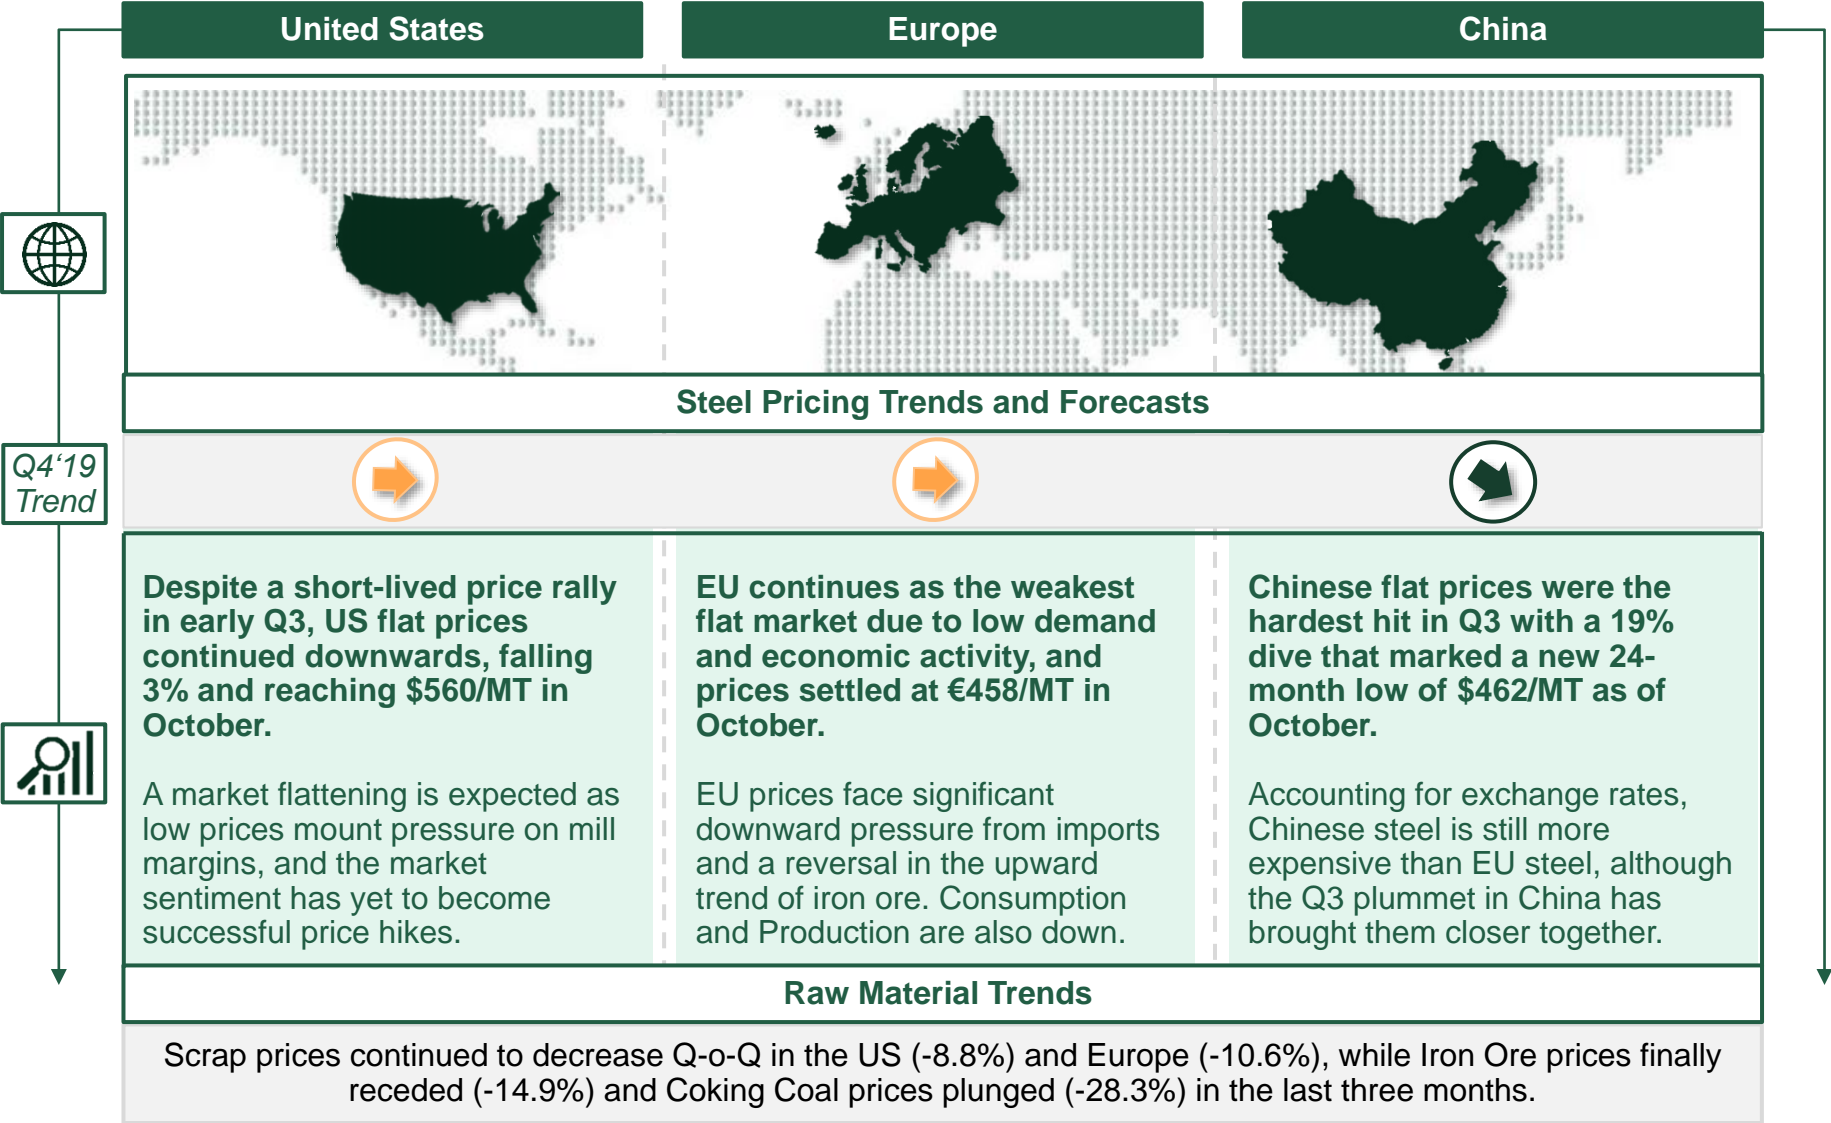 United States
Europe
China
Steel Pricing Trends and Forecasts
Q4‘19
Trend
Despite a short-lived price rally
in early Q3, US flat prices
continued downwards, falling
3% and reaching $560/MT in
October.
A market flattening is expected as
low prices mount pressure on mill
margins, and the market
sentiment has yet to become
successful price hikes.
EU continues as the weakest
flat market due to low demand
and economic activity, and
prices settled at €458/MT in
October.
EU prices face significant
downward pressure from imports
and a reversal in the upward
trend of iron ore. Consumption
and Production are also down.
Chinese flat prices were the
hardest hit in Q3 with a 19%
dive that marked a new 24-
month low of $462/MT as of
October.
Accounting for exchange rates,
Chinese steel is still more
expensive than EU steel, although
the Q3 plummet in China has
brought them closer together.
Raw Material Trends
Scrap prices continued to decrease Q-o-Q in the US (-8.8%) and Europe (-10.6%), while Iron Ore prices finally
receded (-14.9%) and Coking Coal prices plunged (-28.3%) in the last three months.